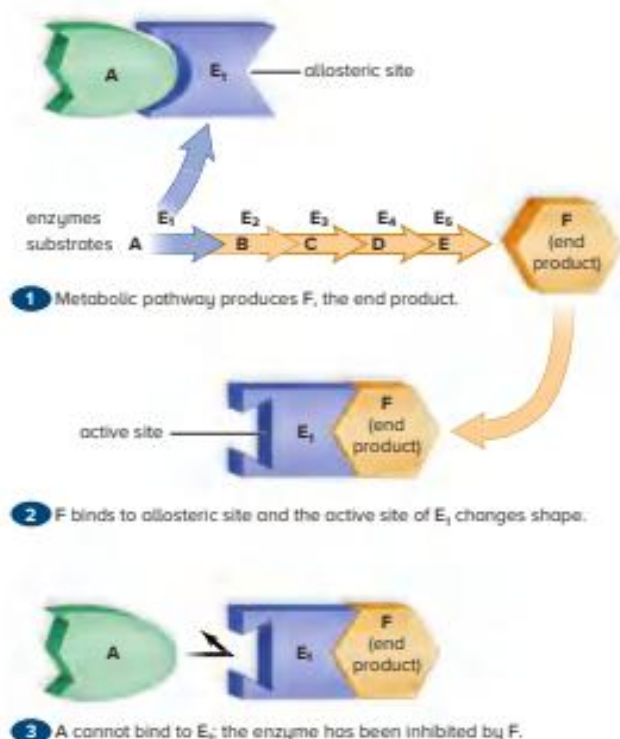 A
E₁
allosteric site
enzymes E₁ E₂ E₃ E₄ E₅
substrates A B C D E
F
(end
product)
1 Metabolic pathway produces F, the end product.
active site
E₁
F
(end
product)
2 F binds to allosteric site and the active site of E₁ changes shape.
A
E₁
F
(end
product)
3 A cannot bind to E₁; the enzyme has been inhibited by F.